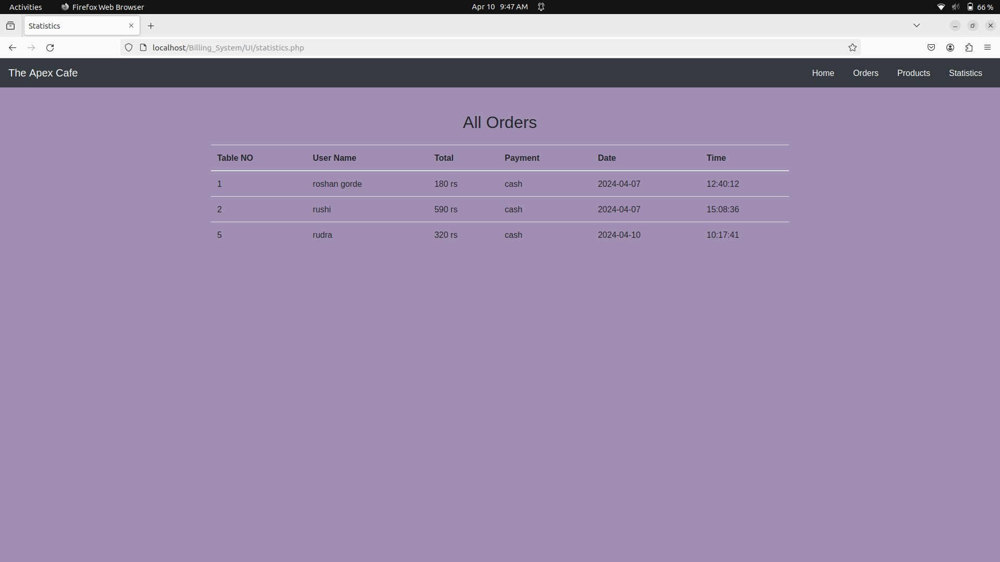 Activities Firefox Web Browser Apr 10 9:47 AM 66 %
Statistics
localhost/Billing_System/UI/statistics.php
The Apex Cafe Home Orders Products Statistics
All Orders
Table NO User Name Total Payment Date Time
1 roshan gorde 180 rs cash 2024-04-07 12:40:12
2 rushi 590 rs cash 2024-04-07 15:08:36
5 rudra 320 rs cash 2024-04-10 10:17:41